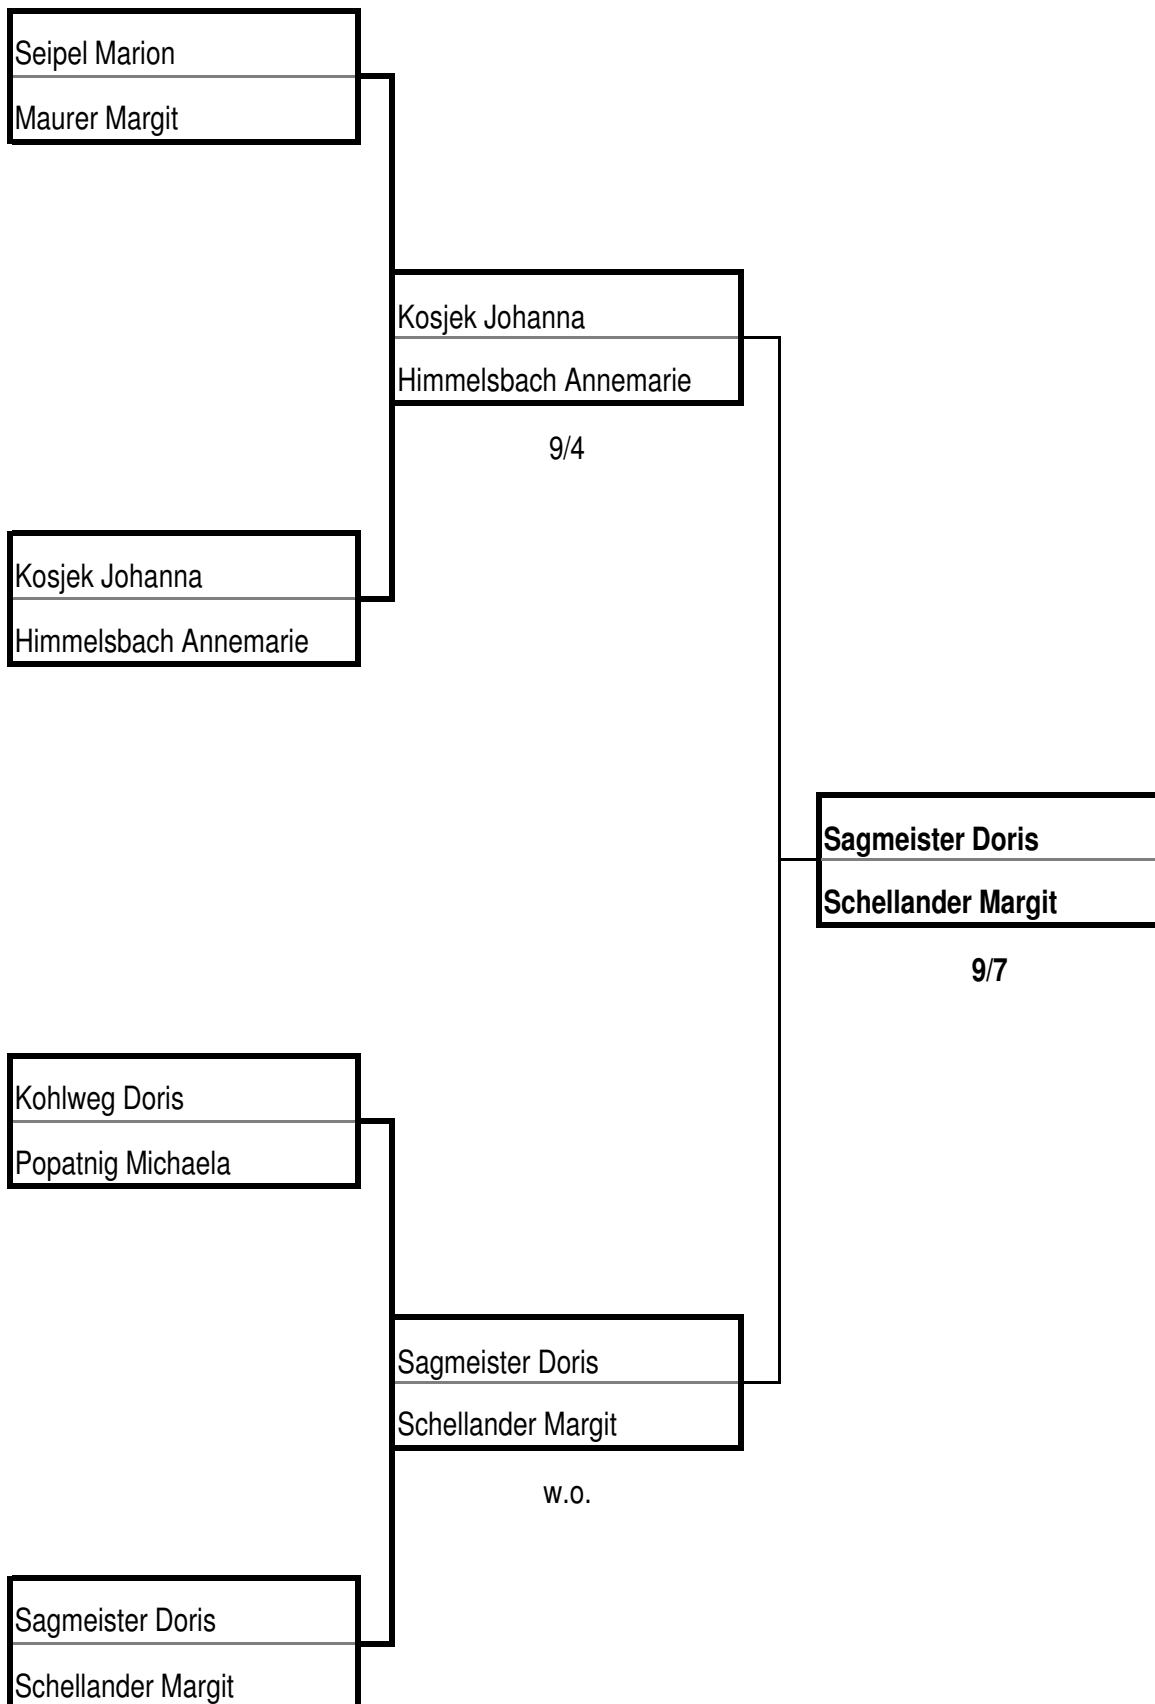 Seipel Marion
Maurer Margit
Kosjek Johanna
Himmelsbach Annemarie
9/4
Kosjek Johanna
Himmelsbach Annemarie
Sagmeister Doris
Schellander Margit
9/7
Kohlweg Doris
Popatnig Michaela
Sagmeister Doris
Schellander Margit
w.o.
Sagmeister Doris
Schellander Margit